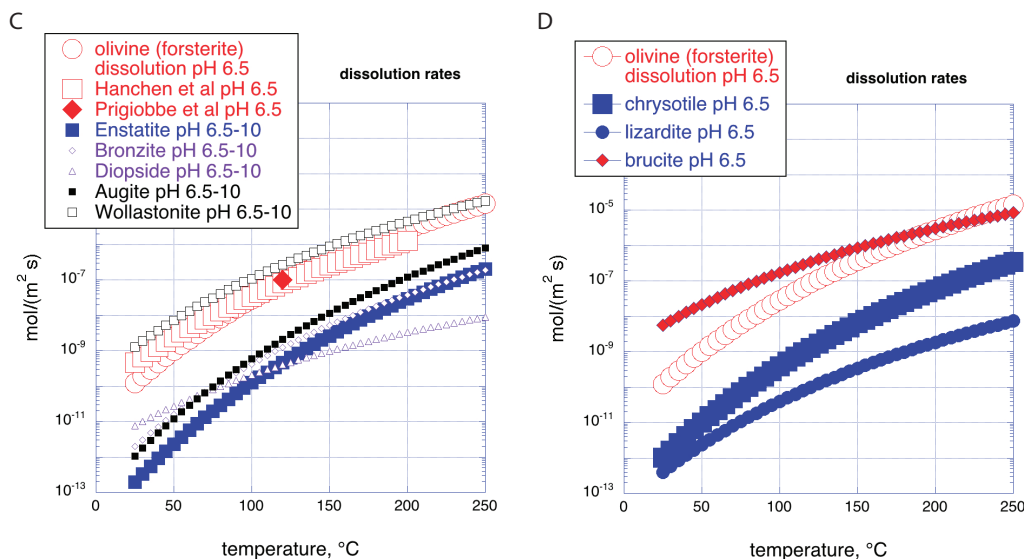 C
olivine (forsterite)
dissolution pH 6.5
Hanchen et al pH 6.5
Prigiobbe et al pH 6.5
Enstatite pH 6.5-10
Bronzite pH 6.5-10
Diopside pH 6.5-10
Augite pH 6.5-10
Wollastonite pH 6.5-10
dissolution rates
mol/(m² s)
10⁻⁷
10⁻⁹
10⁻¹¹
10⁻¹³
0
50
100
150
200
250
temperature, °C
D
olivine (forsterite)
dissolution pH 6.5
chrysotile pH 6.5
lizardite pH 6.5
brucite pH 6.5
dissolution rates
mol/(m² s)
10⁻⁵
10⁻⁷
10⁻⁹
10⁻¹¹
10⁻¹³
0
50
100
150
200
250
temperature, °C